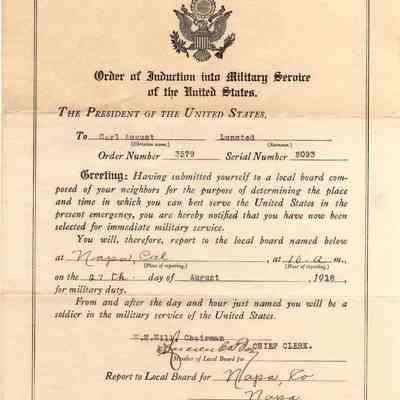 Order of Induction into Military Service
of the United States.
THE PRESIDENT OF THE UNITED STATES,
To Carl August Lunsted
(Christian name.) (Surname.)
Order Number 3579 Serial Number 2093
Greeting: Having submitted yourself to a local board com-
posed of your neighbors for the purpose of determining the place
and time in which you can best serve the United States in
the present emergency, you are hereby notified that you have now been
selected for immediate military service.
You will, therefore, report to the local board named below
at Napa, Cal , at 10 a m.,
(Place of reporting.) (Hour of reporting.)
on the 27th. day of August , 1918,
for military duty.
From and after the day and hour just named you will be a
soldier in the military service of the United States.
Chairman
CHIEF CLERK.
Member of Local Board for
Report to Local Board for Napa, Co
Napa